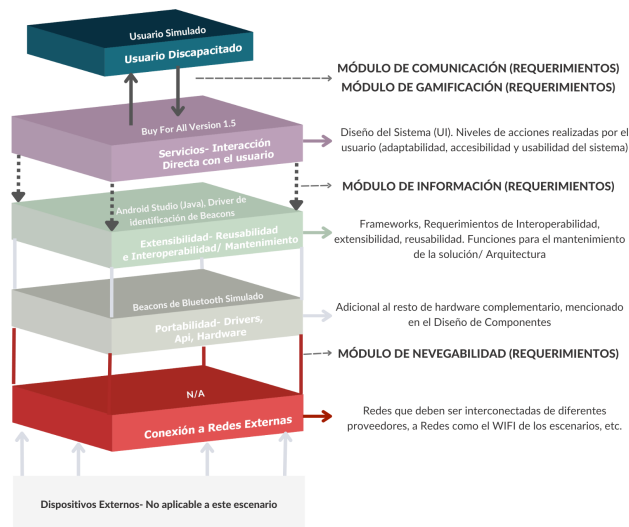 Usuario Simulado
Usuario Discapacitado
MÓDULO DE COMUNICACIÓN (REQUERIMIENTOS)
MÓDULO DE GAMIFICACIÓN (REQUERIMIENTOS)
Buy For All Version 1.5
Servicios- Interacción
Directa con el usuario
Diseño del Sistema (UI). Niveles de acciones realizadas por el
usuario (adaptabilidad, accesibilidad y usabilidad del sistema)
MÓDULO DE INFORMACIÓN (REQUERIMIENTOS)
Android Studio (Java), Driver de
identificación de Beacons
Extensibilidad- Reusabilidad
e Interoperabilidad/ Mantenimiento
Frameworks, Requerimientos de Interoperabilidad,
extensibilidad, reusabilidad. Funciones para el mantenimiento
de la solución/ Arquitectura
Beacons de Bluetooth Simulado
Portabilidad- Drivers,
Api, Hardware
Adicional al resto de hardware complementario, mencionado
en el Diseño de Componentes
MÓDULO DE NEVEGABILIDAD (REQUERIMIENTOS)
N/A
Conexión a Redes Externas
Redes que deben ser interconectadas de diferentes
proveedores, a Redes como el WIFI de los escenarios, etc.
Dispositivos Externos- No aplicable a este escenario